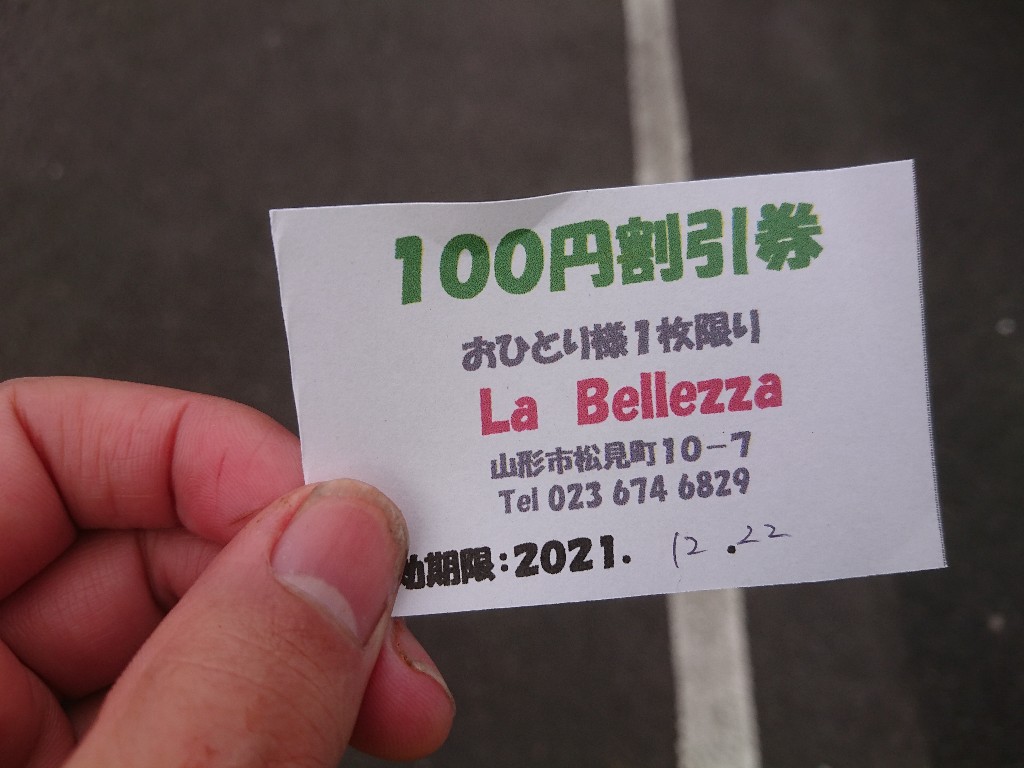 100円割引券
おひとり様1枚限り
La Bellezza
山形市松見町10-7
Tel 023 674 6829
効期限:2021. 12.22